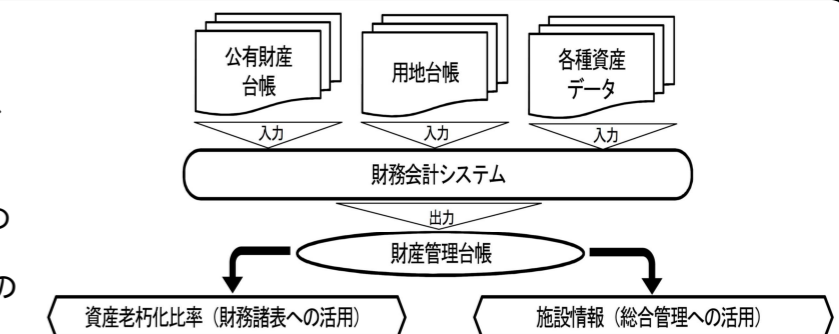 公有財産
台帳
用地台帳
各種資産
データ
入力
入力
入力
財務会計システム
出力
財産管理台帳
資産老朽化比率（財務諸表への活用）
施設情報（総合管理への活用）
の